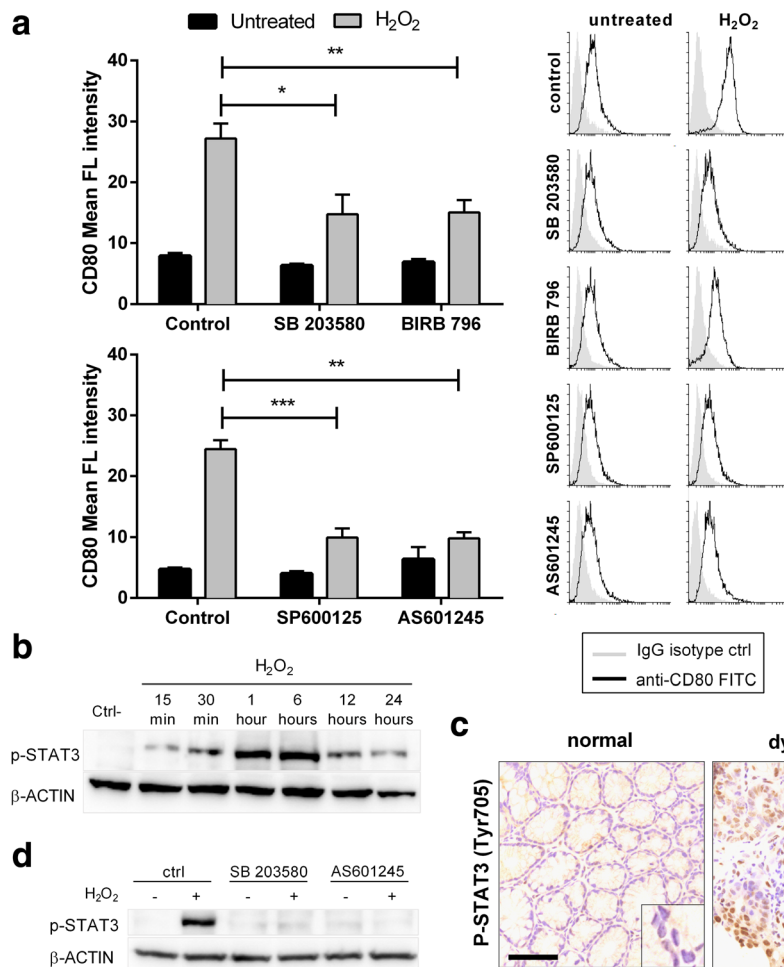 a
Untreated H₂O₂
40
30
20
10
0
CD80 Mean FL intensity
**
*
Control SB 203580 BIRB 796
40
30
20
10
0
CD80 Mean FL intensity
**
***
Control SP600125 AS601245
untreated H₂O₂
control
SB 203580
BIRB 796
SP600125
AS601245
IgG isotype ctrl
anti-CD80 FITC
b
H₂O₂
Ctrl- 15 min 30 min 1 hour 6 hours 12 hours 24 hours
p-STAT3
β-ACTIN
c
normal dy
P-STAT3 (Tyr705)
d
ctrl SB 203580 AS601245
H₂O₂ - + - + - +
p-STAT3
β-ACTIN